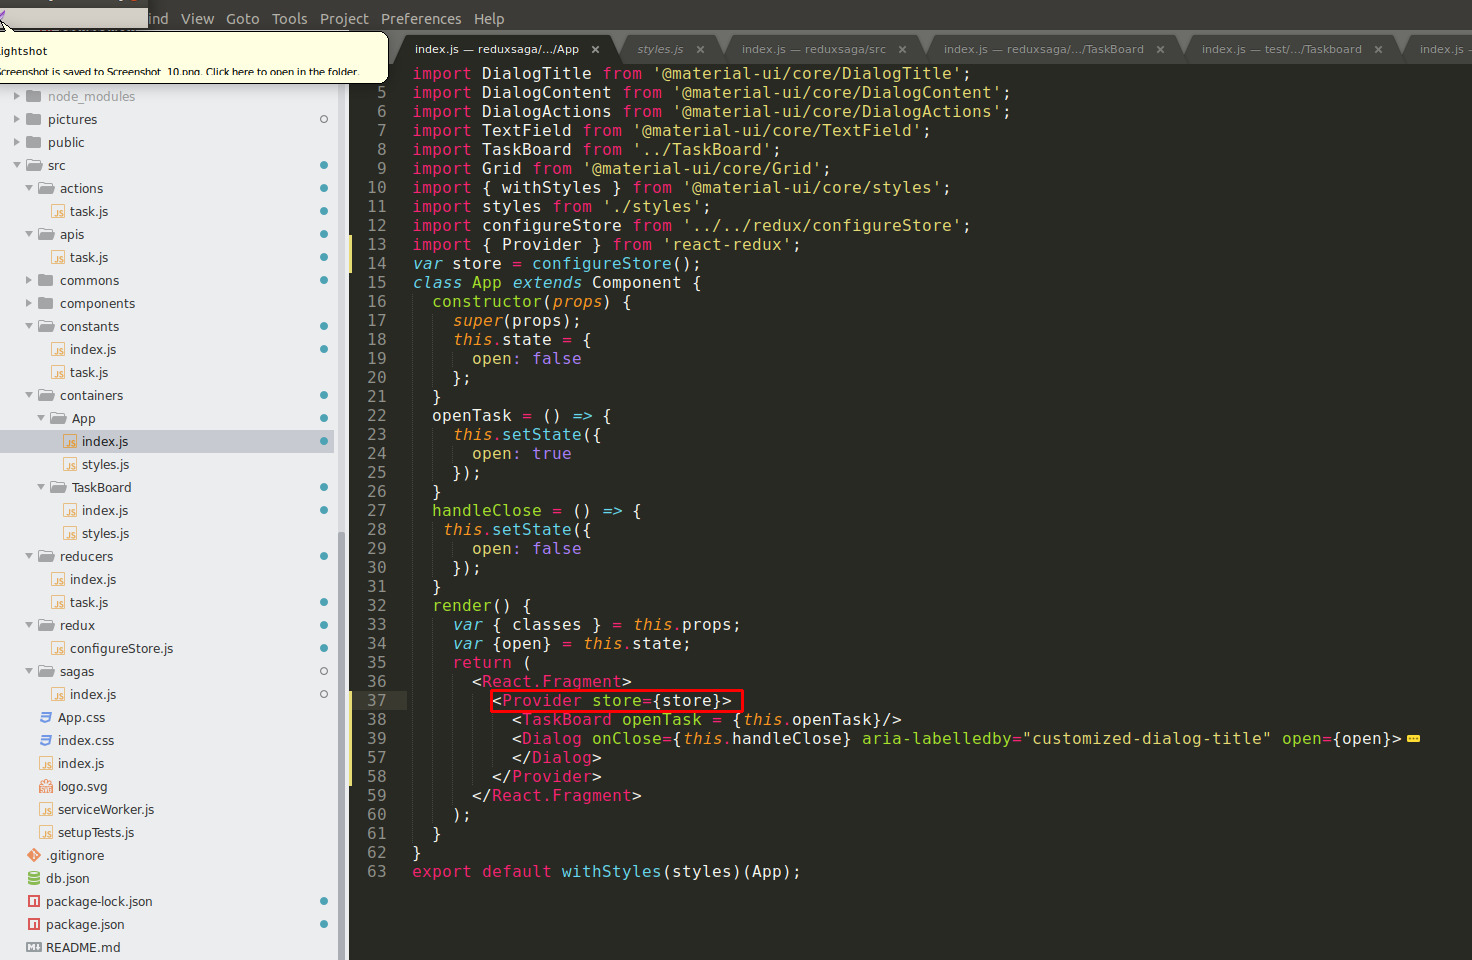 ind View Goto Tools Project Preferences Help
ightshot
creenshot is saved to Screenshot_10.png. Click here to open in the folder.
node_modules
pictures
public
src
actions
task.js
apis
task.js
commons
components
constants
index.js
task.js
containers
App
index.js
styles.js
TaskBoard
index.js
styles.js
reducers
index.js
task.js
redux
configureStore.js
sagas
index.js
App.css
index.css
index.js
logo.svg
serviceWorker.js
setupTests.js
.gitignore
db.json
package-lock.json
package.json
README.md
index.js — reduxsaga/.../App × styles.js × index.js — reduxsaga/src × index.js — reduxsaga/.../TaskBoard × index.js — test/.../Taskboard × index.js —
import DialogTitle from '@material-ui/core/DialogTitle';
5 import DialogContent from '@material-ui/core/DialogContent';
6 import DialogActions from '@material-ui/core/DialogActions';
7 import TextField from '@material-ui/core/TextField';
8 import TaskBoard from '../TaskBoard';
9 import Grid from '@material-ui/core/Grid';
10 import { withStyles } from '@material-ui/core/styles';
11 import styles from './styles';
12 import configureStore from '../../redux/configureStore';
13 import { Provider } from 'react-redux';
14 var store = configureStore();
15 class App extends Component {
16 constructor(props) {
17 super(props);
18 this.state = {
19 open: false
20 };
21 }
22 openTask = () => {
23 this.setState({
24 open: true
25 });
26 }
27 handleClose = () => {
28 this.setState({
29 open: false
30 });
31 }
32 render() {
33 var { classes } = this.props;
34 var {open} = this.state;
35 return (
36 <React.Fragment>
37 <Provider store={store}>
38 <TaskBoard openTask = {this.openTask}/>
39 <Dialog onClose={this.handleClose} aria-labelledby="customized-dialog-title" open={open}>
57 </Dialog>
58 </Provider>
59 </React.Fragment>
60 );
61 }
62 }
63 export default withStyles(styles)(App);